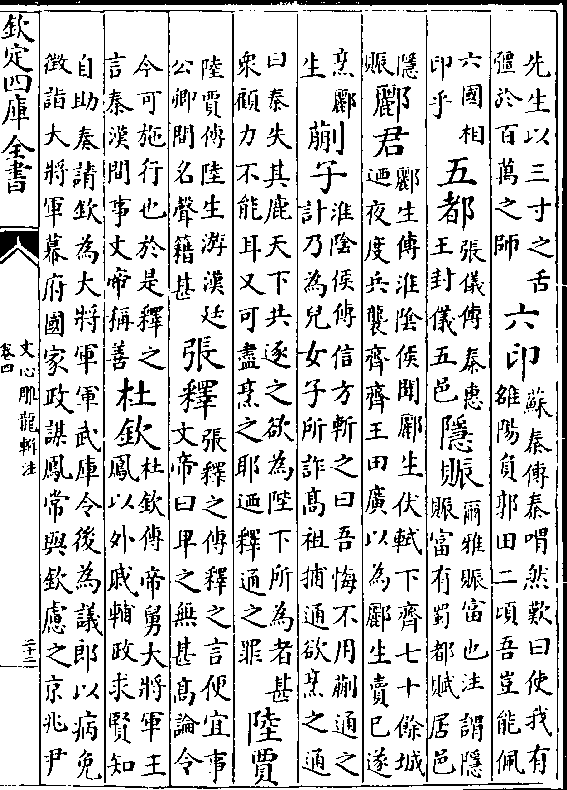 先生以三寸之舌
彊於百萬之師
六印
蘇秦傳秦喟然歎曰使我有
雒陽負郭田二頃吾豈能佩
六國相
印乎
五都
張儀傳秦惠
王封儀五邑
隱賑
爾雅賑富也注謂隱
賑富有蜀都賦居邑
隱
賑
酈君
酈生傳淮陰侯聞酈生伏軾下齊七十餘城
迺夜度兵襲齊齊王田廣以為酈生賣已遂
烹酈
生
蒯子
淮陰侯傳信方斬之曰吾悔不用蒯通之
計乃為兒女子所詐髙祖捕通欲烹之通
曰秦失其鹿天下共逐之欲為陛下所為者甚
衆顧力不能耳又可盡烹之耶迺釋通之罪
陸賈
陸賈傳陸生游漢廷
公卿間名聲籍甚
張釋
張釋之傳釋之言便宜事
文帝曰卑之無甚髙論令
今可施行也於是釋之
言秦漢間事文帝稱善
杜欽
杜欽傳帝舅大將軍王
鳳以外戚輔政求賢知
自助奏請欽為大將軍軍武庫令後為議郎以病免
徵詣大將軍幕府國家政謀鳳常與欽慮之京兆尹
欽定四庫全書
文心雕龍輯注
卷四
二十三